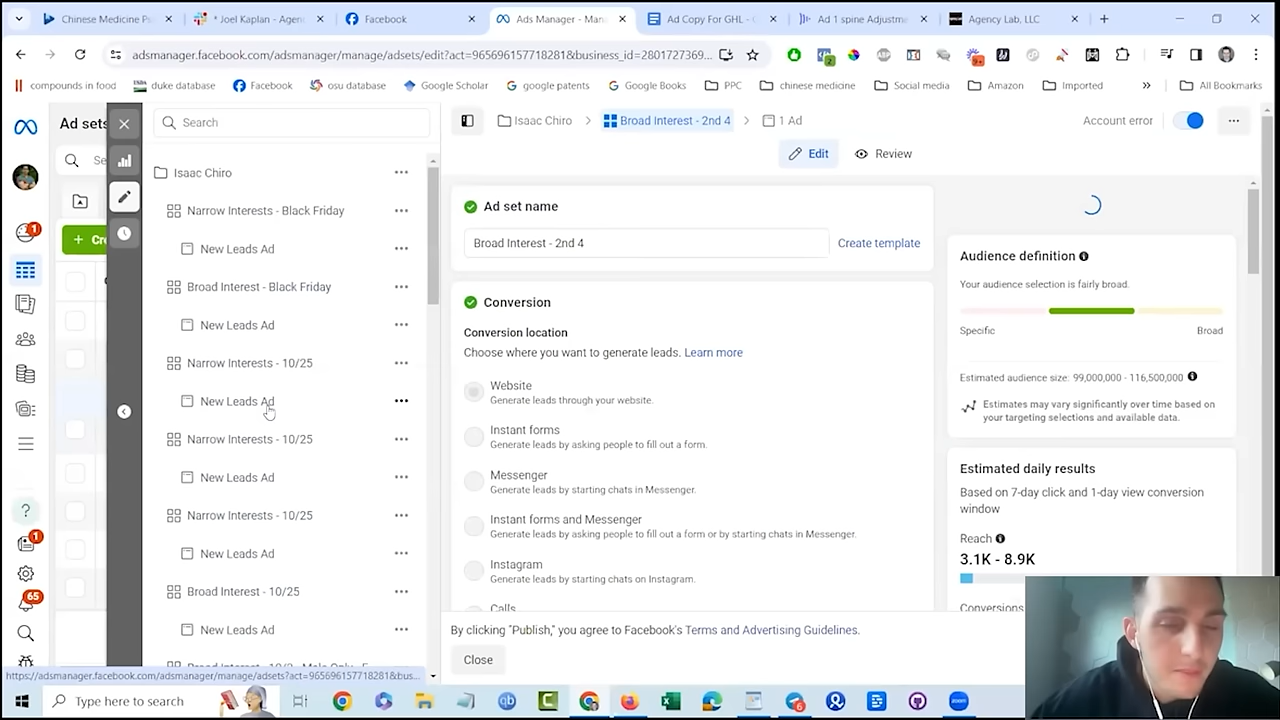 Chinese Medicine Ps
* Joel Kaplan - Agen
Facebook
Ads Manager - Mana
Ad Copy For GHL - G
Ad 1 spine Adjustme
Agency Lab, LLC
adsmanager.facebook.com/adsmanager/manage/adsets/edit?act=965696157718281&business_id=2801727369...
compounds in food
duke database
Facebook
osu database
Google Scholar
google patents
Google Books
PPC
chinese medicine
Social media
Amazon
Imported
All Bookmarks
Ad sets
Search
Isaac Chiro
Broad Interest - 2nd 4
1 Ad
Account error
Edit
Review
Se
Cre
Isaac Chiro
Narrow Interests - Black Friday
New Leads Ad
Broad Interest - Black Friday
New Leads Ad
Narrow Interests - 10/25
New Leads Ad
Narrow Interests - 10/25
New Leads Ad
Narrow Interests - 10/25
New Leads Ad
Broad Interest - 10/25
New Leads Ad
Ad set name
Broad Interest - 2nd 4
Create template
Conversion
Conversion location
Choose where you want to generate leads. Learn more
Website
Generate leads through your website.
Instant forms
Generate leads by asking people to fill out a form.
Messenger
Generate leads by starting chats in Messenger.
Instant forms and Messenger
Generate leads by asking people to fill out a form or by starting chats in Messenger.
Instagram
Generate leads by starting chats on Instagram.
Calls
Audience definition
Your audience selection is fairly broad.
Specific
Broad
Estimated audience size: 99,000,000 - 116,500,000
Estimates may vary significantly over time based on
your targeting selections and available data.
Estimated daily results
Based on 7-day click and 1-day view conversion
window
Reach
3.1K - 8.9K
Conversions
By clicking "Publish," you agree to Facebook's Terms and Advertising Guidelines.
Close
https://adsmanager.facebook.com/adsmanager/manage/adsets?act=965696157718281&bus...
Type here to search